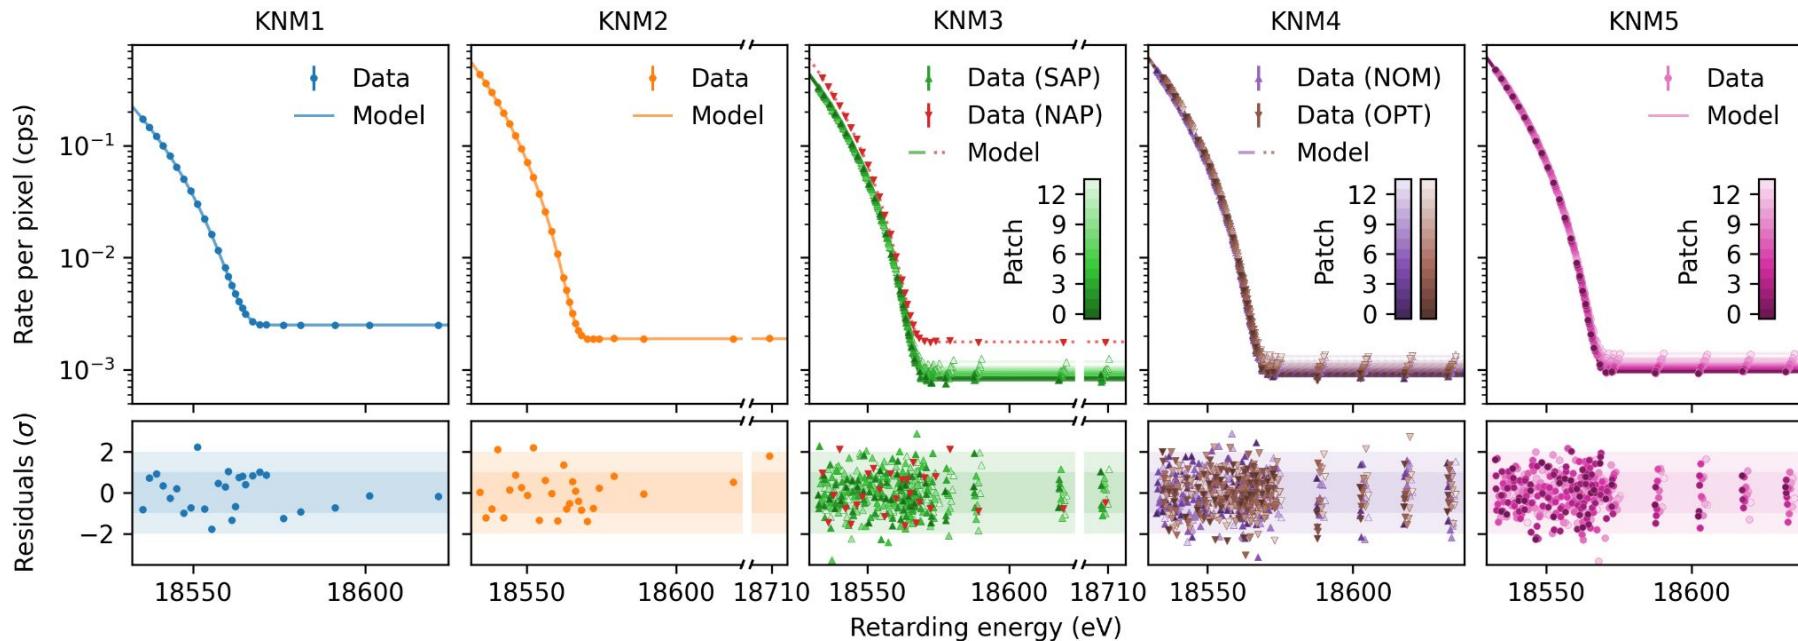 KNM1 KNM2 KNM3 KNM4 KNM5
Rate per pixel (cps)
10⁻¹
10⁻²
10⁻³
Data
Model
Data
Model
Data (SAP)
Data (NAP)
Model
Patch
12
9
6
3
0
Data (NOM)
Data (OPT)
Model
Patch
12
9
6
3
0
Data
Model
Patch
12
9
6
3
0
Residuals (σ)
2
0
−2
18550 18600 18550 18600 18710 18550 18600 18710 18550 18600 18550 18600
Retarding energy (eV)